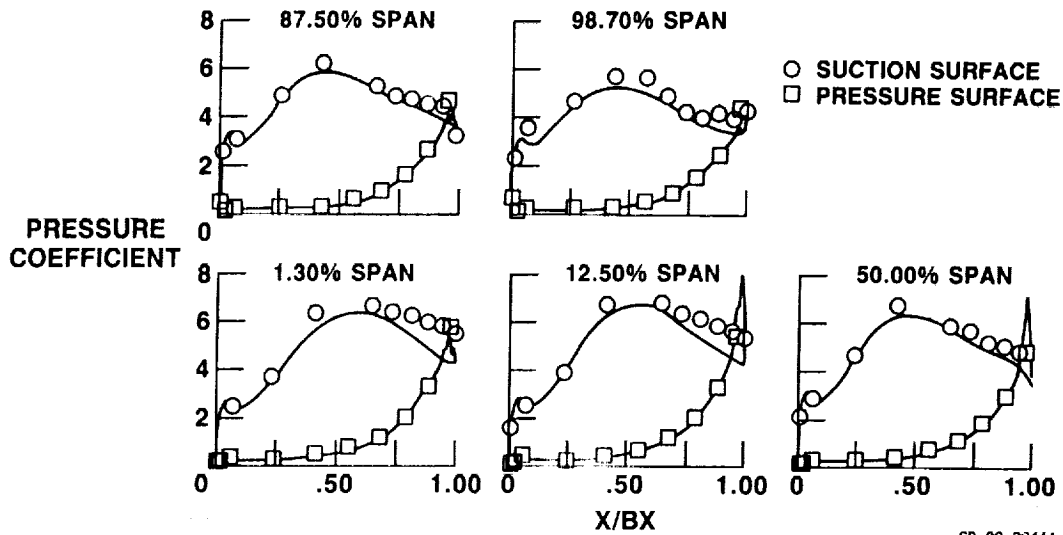 87.50% SPAN
98.70% SPAN
8
6
4
2
0
SUCTION SURFACE
PRESSURE SURFACE
PRESSURE
COEFFICIENT
1.30% SPAN
12.50% SPAN
50.00% SPAN
8
6
4
2
0 .50 1.00
0 .50 1.00
0 .50 1.00
X/BX